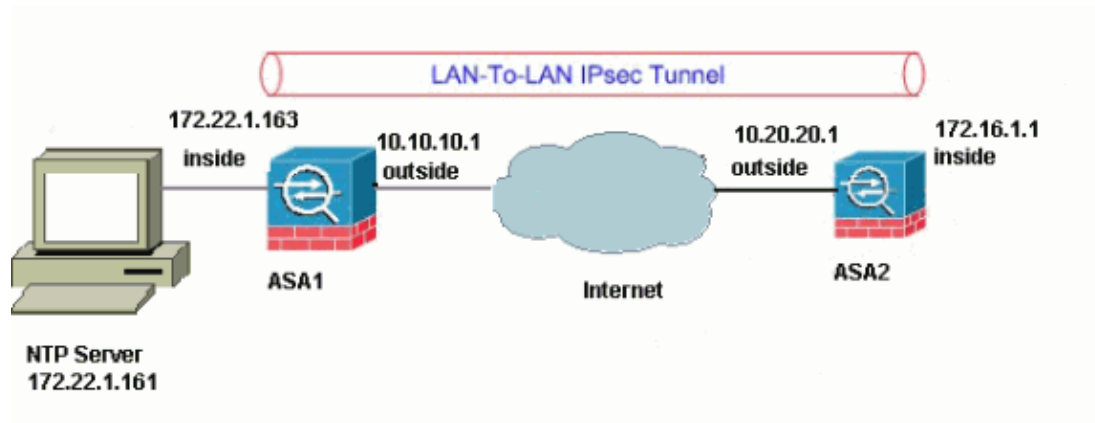 LAN-To-LAN IPsec Tunnel
172.22.1.163
inside
10.10.10.1
outside
10.20.20.1
outside
172.16.1.1
inside
ASA1
Internet
ASA2
NTP Server
172.22.1.161